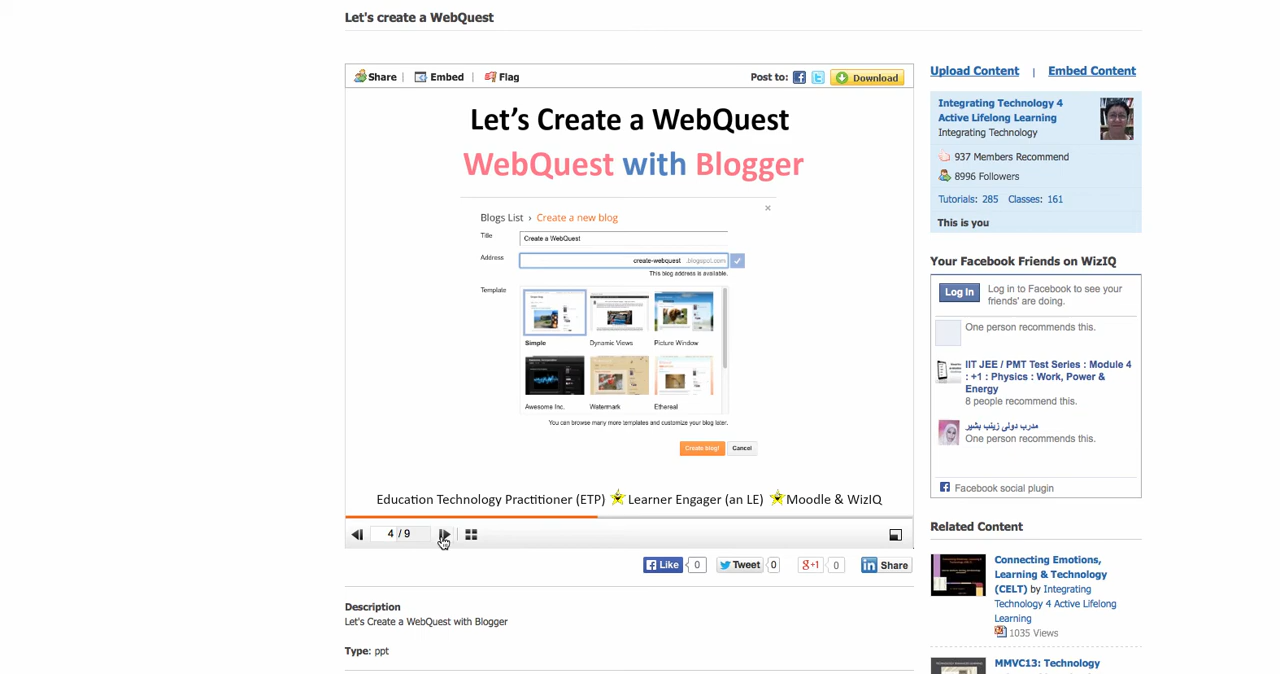 Let's create a WebQuest
Share | Embed | Flag
Post to: Download
Let's Create a WebQuest
WebQuest with Blogger
Blogs List › Create a new blog
Title Create a WebQuest
Address create-webquest .blogspot.com
This blog address is available.
Template
Simple Dynamic Views Picture Window
Awesome Inc. Watermark Ethereal
You can browse many more templates and customize your blog later.
Create blog! Cancel
Education Technology Practitioner (ETP) Learner Engager (an LE) Moodle & WizIQ
4 / 9
Like 0 Tweet 0 g+1 0 in Share
Description
Let's Create a WebQuest with Blogger
Type: ppt
Upload Content | Embed Content
Integrating Technology 4
Active Lifelong Learning
Integrating Technology
937 Members Recommend
8996 Followers
Tutorials: 285 Classes: 161
This is you
Your Facebook Friends on WizIQ
Log In Log in to Facebook to see your
friends' are doing.
One person recommends this.
IIT JEE / PMT Test Series : Module 4
: +1 : Physics : Work, Power &
Energy
8 people recommend this.
مدرب دولى زينب بشير
One person recommends this.
Facebook social plugin
Related Content
Connecting Emotions,
Learning & Technology
(CELT) by Integrating
Technology 4 Active Lifelong
Learning
1035 Views
MMVC13: Technology